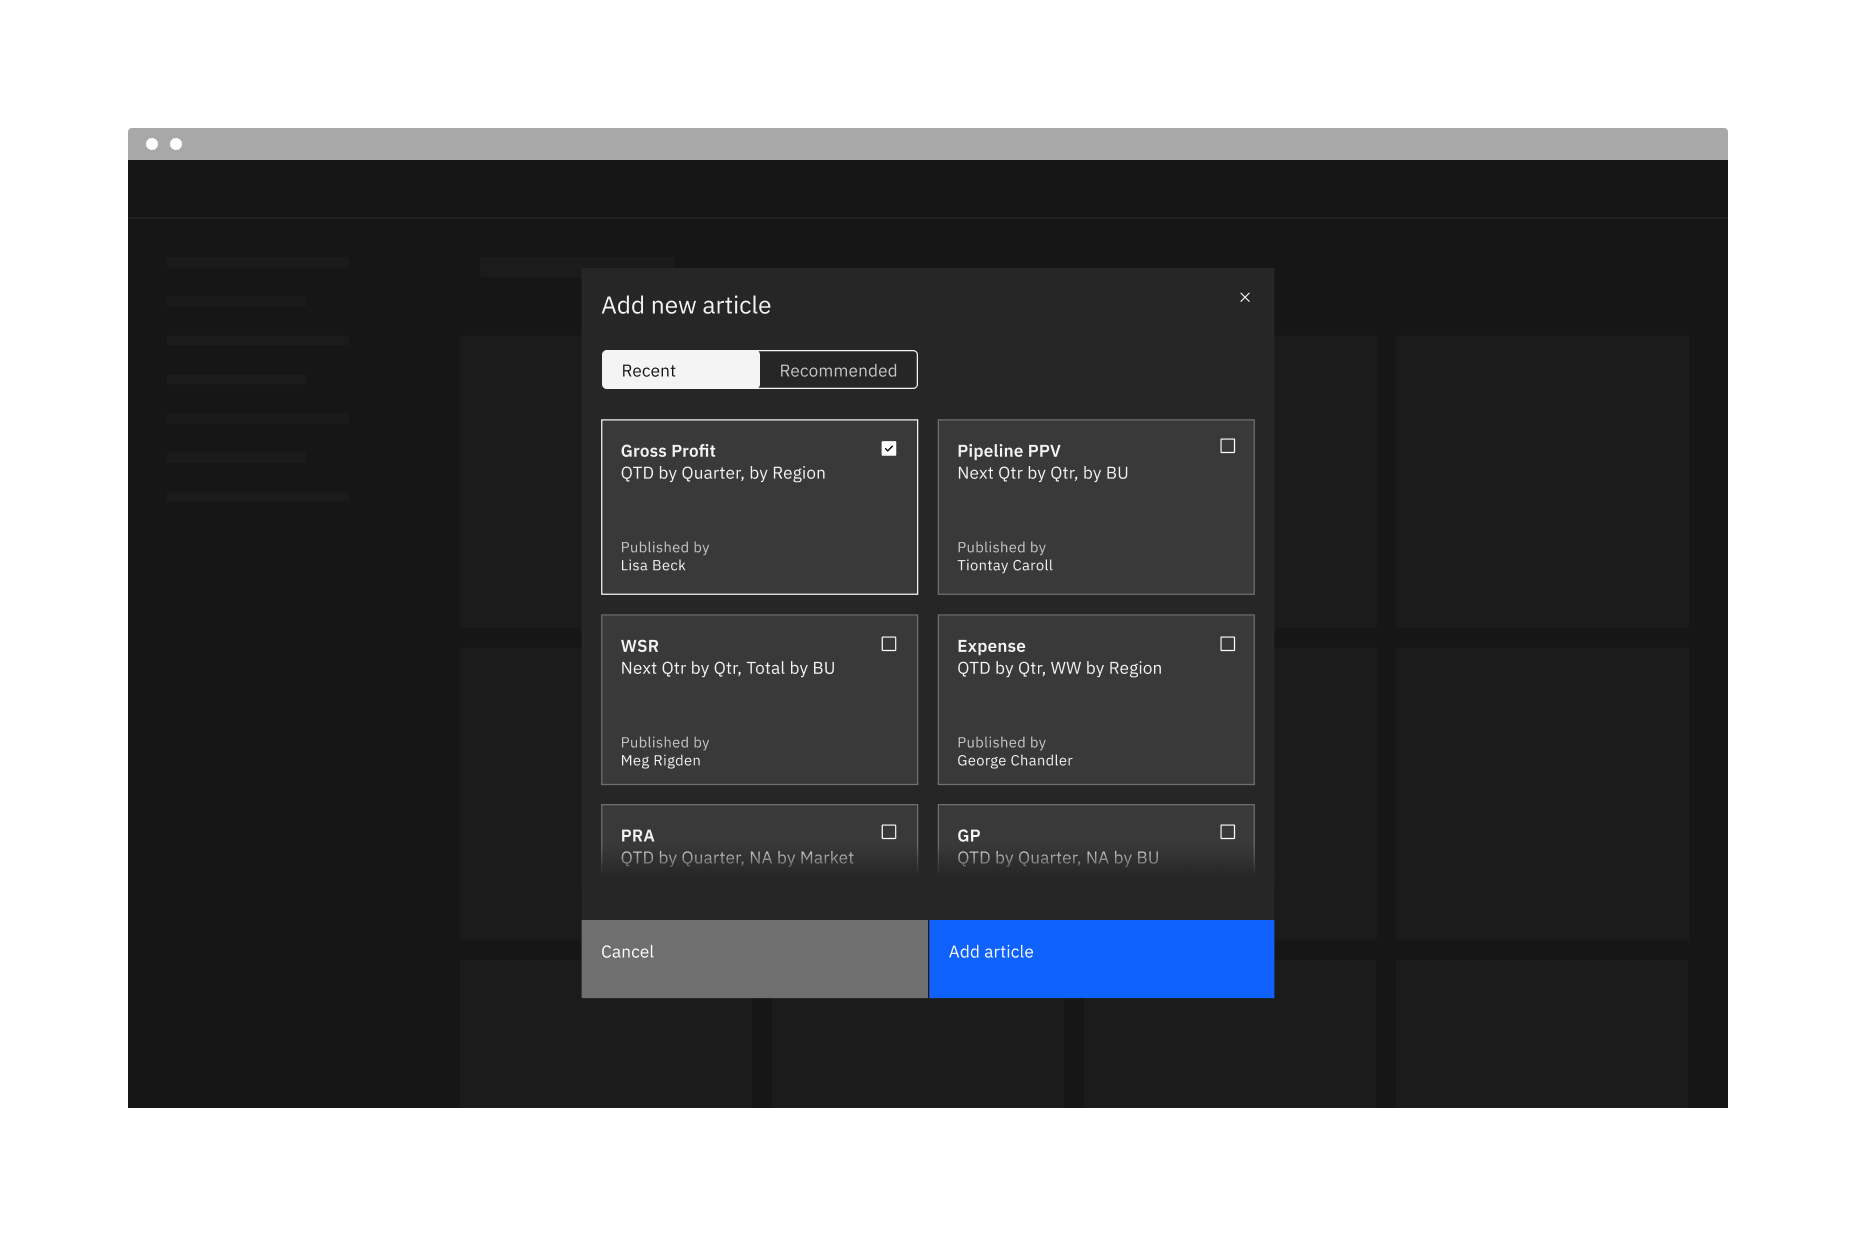 Add new article
Recent
Recommended
Gross Profit
QTD by Quarter, by Region
Published by
Lisa Beck
Pipeline PPV
Next Qtr by Qtr, by BU
Published by
Tiontay Caroll
WSR
Next Qtr by Qtr, Total by BU
Published by
Meg Rigden
Expense
QTD by Qtr, WW by Region
Published by
George Chandler
PRA
QTD by Quarter, NA by Market
GP
QTD by Quarter, NA by BU
Cancel
Add article